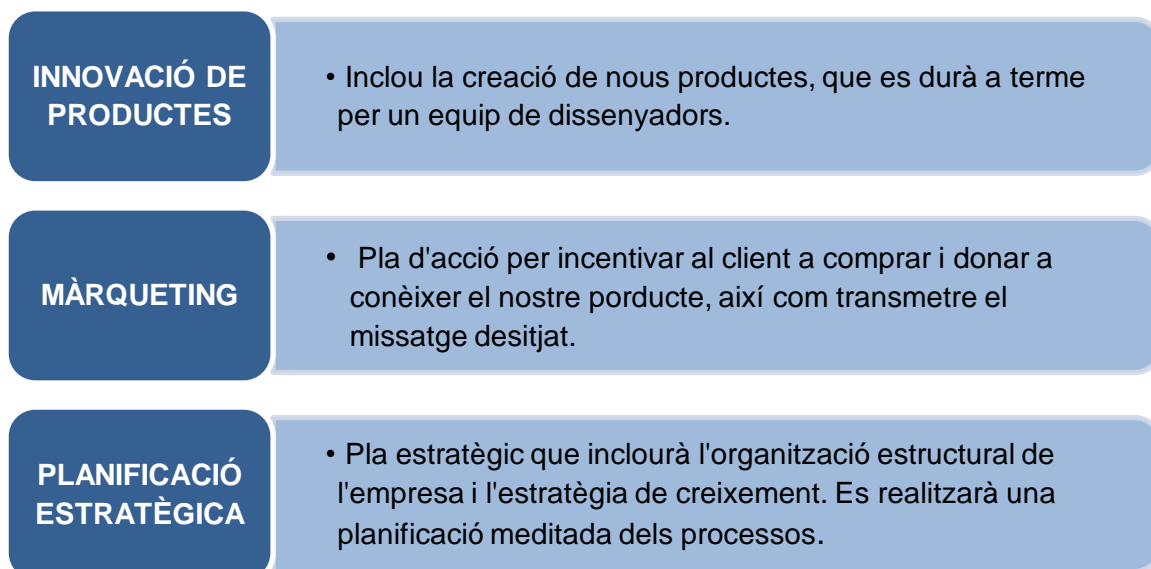 INNOVACIÓ DE
PRODUCTES
• Inclou la creació de nous productes, que es durà a terme
per un equip de dissenyadors.
MÀRQUETING
• Pla d'acció per incentivar al client a comprar i donar a
conèixer el nostre porducte, així com transmetre el
missatge desitjat.
PLANIFICACIÓ
ESTRATÈGICA
• Pla estratègic que inclourà l'organització estructural de
l'empresa i l'estratègia de creixement. Es realitzarà una
planificació meditada dels processos.